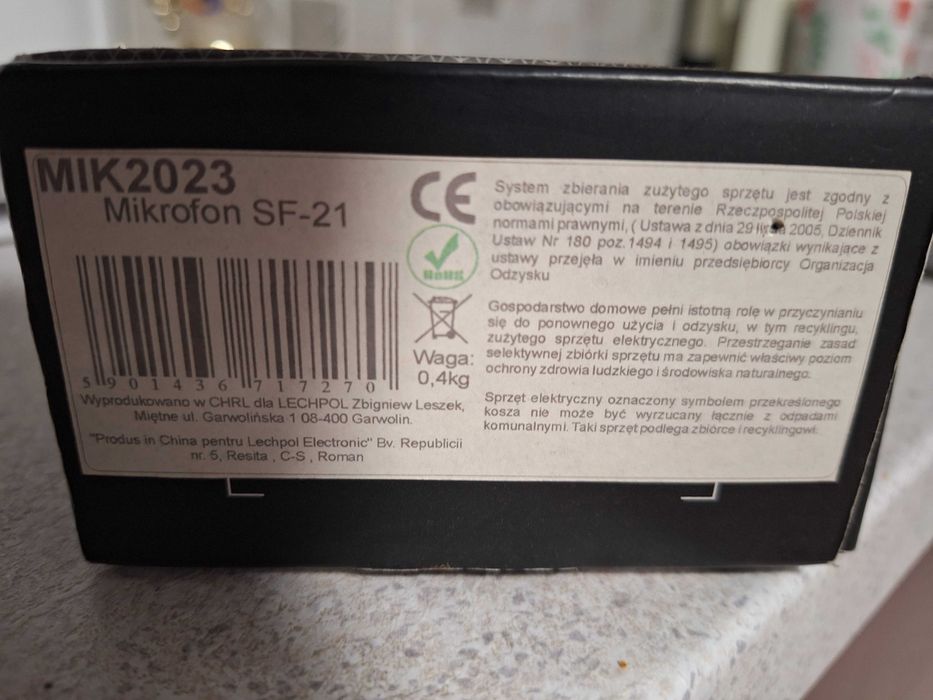 MIK2023
Mikrofon SF-21
5 901436 717270
Wyprodukowano w CHRL dla LECHPOL Zbigniew Leszek,
Miętne ul. Garwolińska 1 08-400 Garwolin.
"Produs in China pentru Lechpol Electronic" Bv. Republicii
nr. 5, Resita , C-S , Roman
CE
RoHS
Waga:
0,4kg
System zbierania zużytego sprzętu jest zgodny z
obowiązującymi na terenie Rzeczpospolitej Polskiej
normami prawnymi, ( Ustawa z dnia 29 lipca 2005, Dziennik
Ustaw Nr 180 poz. 1494 i 1495) obowiązki wynikające z
ustawy przejęła w imieniu przedsiębiorcy Organizacja
Odzysku
Gospodarstwo domowe pełni istotną rolę w przyczynianiu
się do ponownego użycia i odzysku, w tym recyklingu,
zużytego sprzętu elektrycznego. Przestrzeganie zasad
selektywnej zbiórki sprzętu ma zapewnić właściwy poziom
ochrony zdrowia ludzkiego i środowiska naturalnego.
Sprzęt elektryczny oznaczony symbolem przekreślonego
kosza nie może być wyrzucany łącznie z odpadami
komunalnymi. Taki sprzęt podlega zbiórce i recyklingowi.